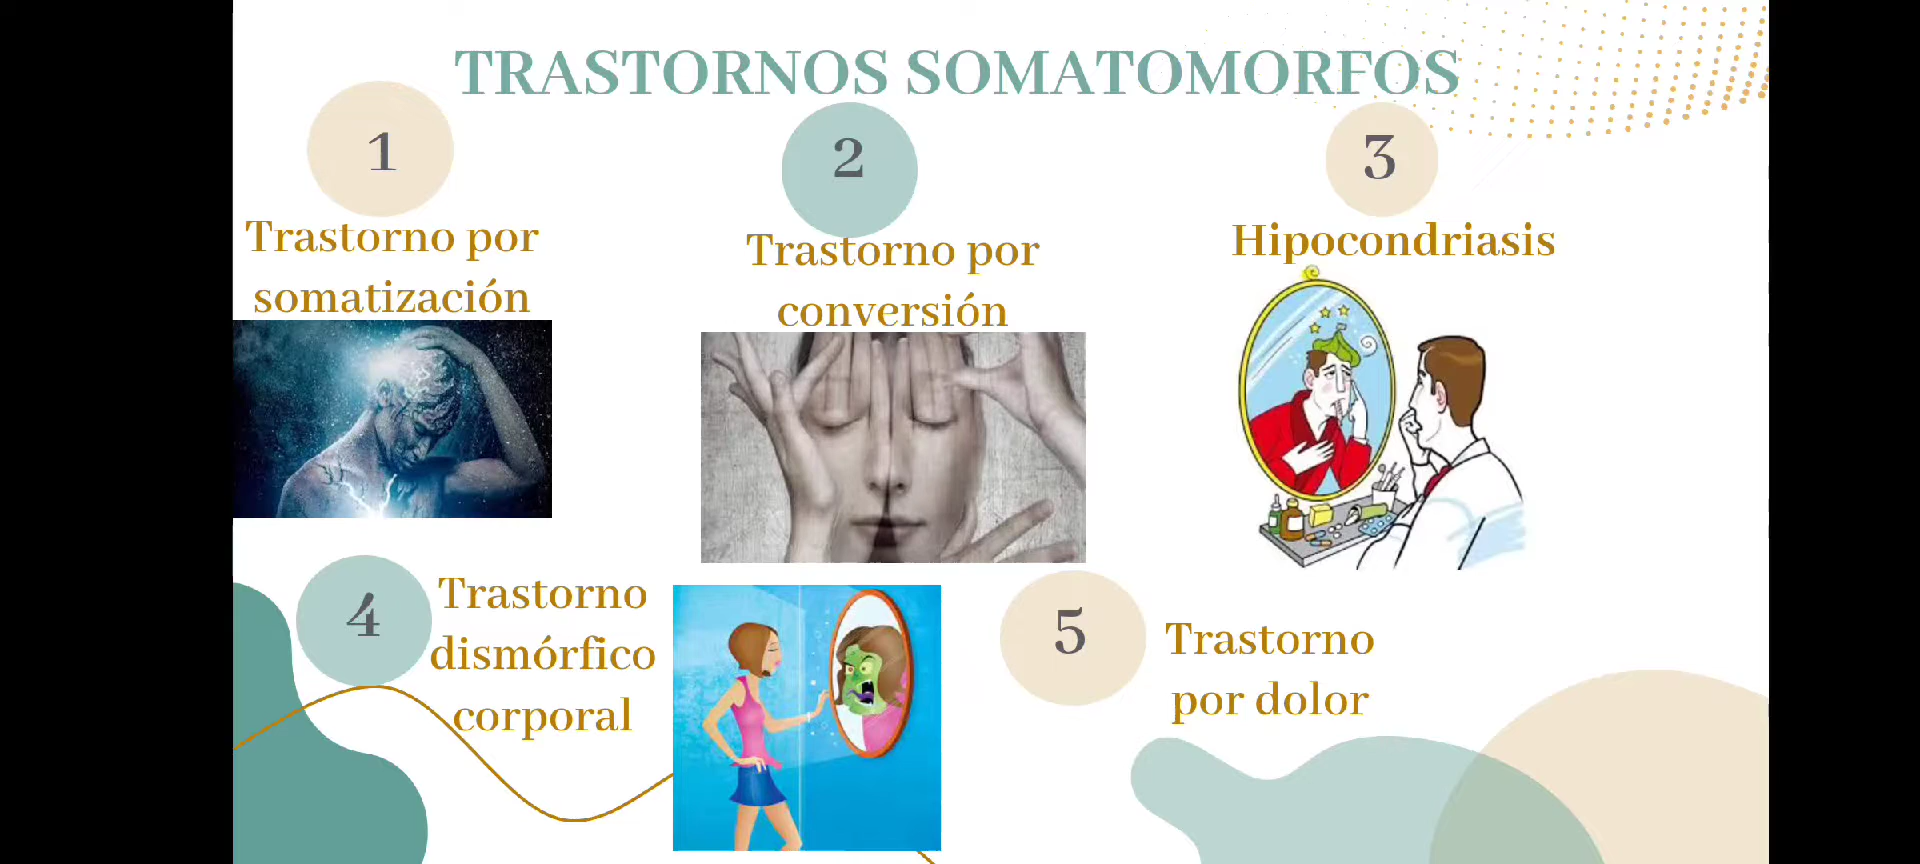 TRASTORNOS SOMATOMORFOS
1
Trastorno por
somatización
2
Trastorno por
conversión
3
Hipocondriasis
4
Trastorno
dismórfico
corporal
5
Trastorno
por dolor